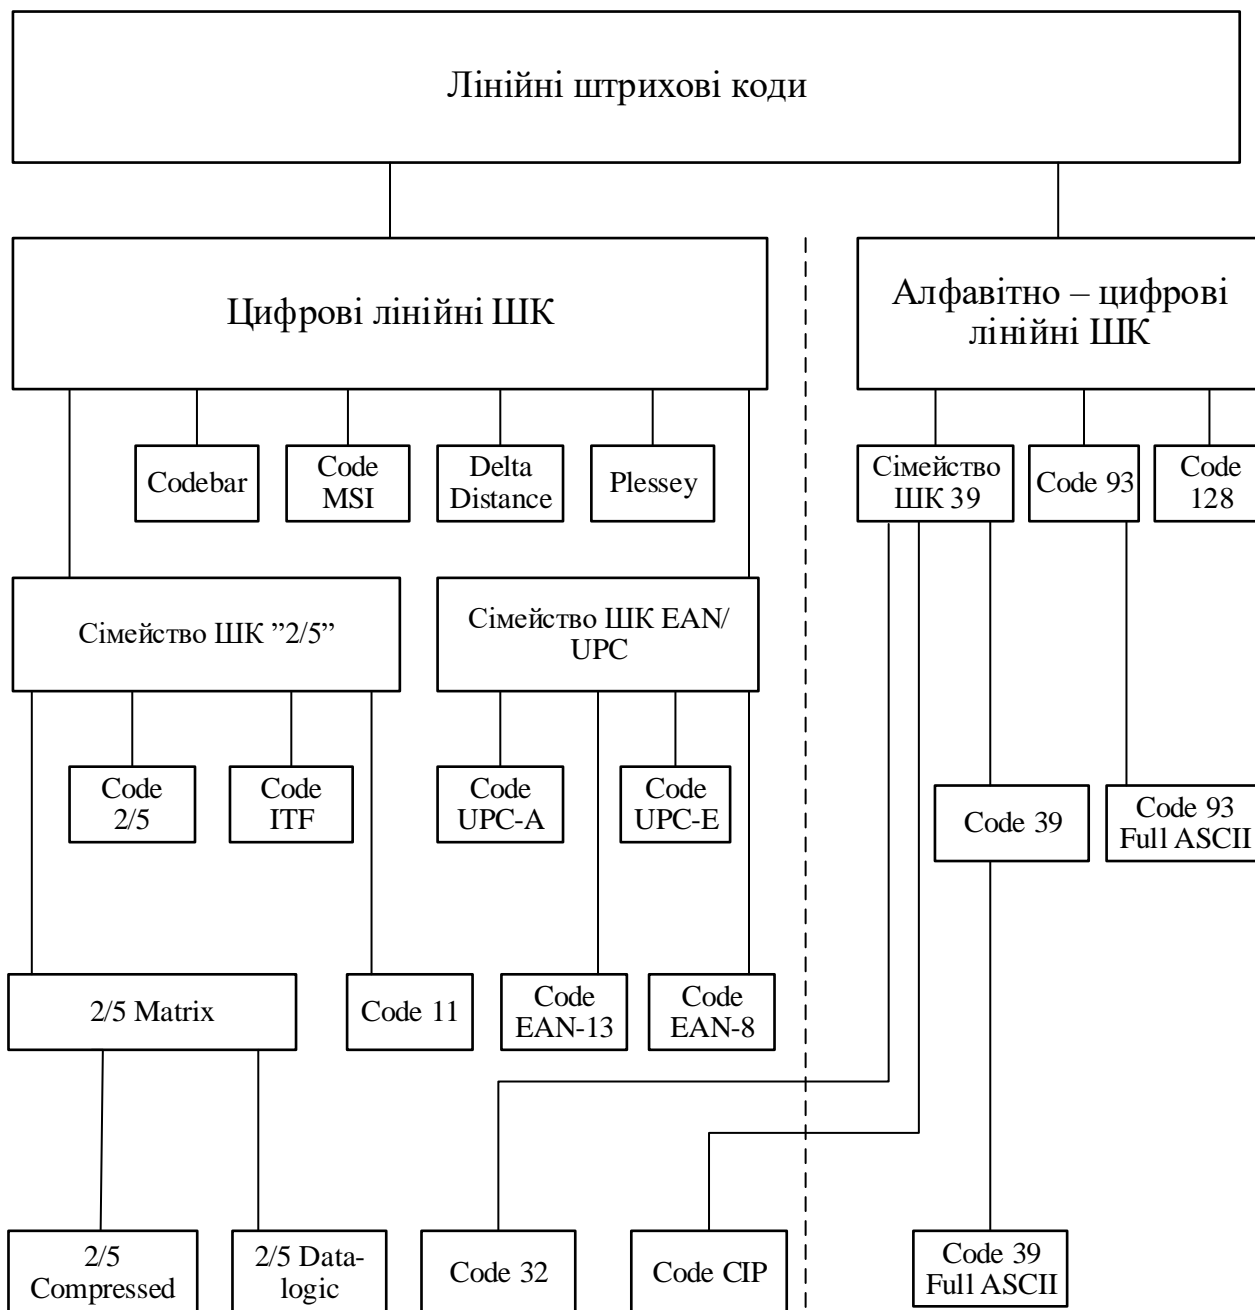 Лінійні штрихові коди
Цифрові лінійні ШК
Алфавітно – цифрові
лінійні ШК
Codebar
Code
MSI
Delta
Distance
Plessey
Сімейство
ШК 39
Code 93
Code
128
Сімейство ШК ”2/5”
Сімейство ШК EAN/
UPC
Code
2/5
Code
ITF
Code
UPC-A
Code
UPC-E
Code 39
Code 93
Full ASCII
2/5 Matrix
Code 11
Code
EAN-13
Code
EAN-8
2/5
Compressed
2/5 Data-
logic
Code 32
Code CIP
Code 39
Full ASCII